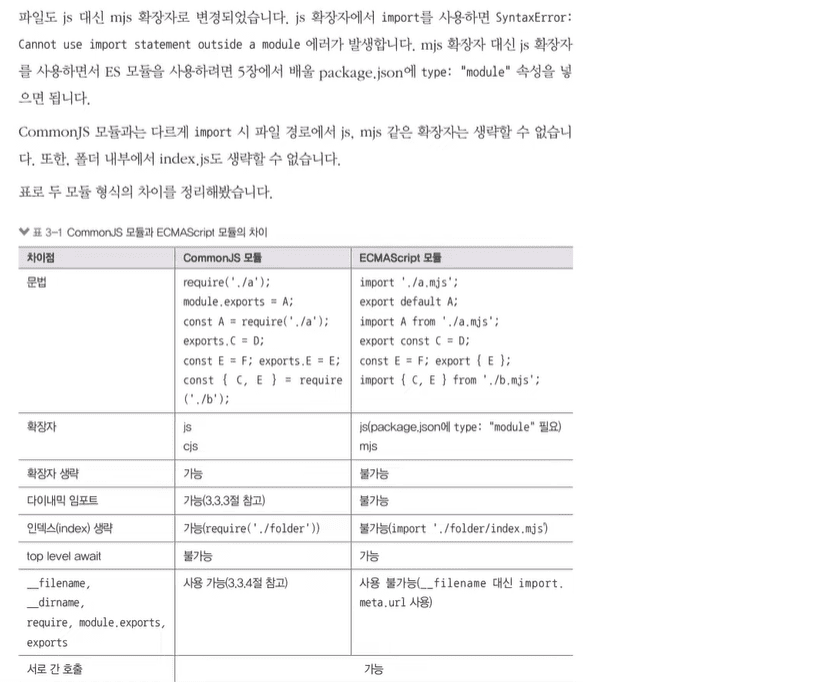 파일도 js 대신 mjs 확장자로 변경되었습니다. js 확장자에서 import를 사용하면 SyntaxError:
Cannot use import statement outside a module 에러가 발생합니다. mjs 확장자 대신 js 확장자
를 사용하면서 ES 모듈을 사용하려면 5장에서 배울 package.json에 type: "module" 속성을 넣
으면 됩니다.
CommonJS 모듈과는 다르게 import 시 파일 경로에서 js, mjs 같은 확장자는 생략할 수 없습니
다. 또한, 폴더 내부에서 index.js도 생략할 수 없습니다.
표로 두 모듈 형식의 차이를 정리해봤습니다.
표 3-1 CommonJS 모듈과 ECMAScript 모듈의 차이
차이점 CommonJS 모듈 ECMAScript 모듈
문법 require('./a'); import './a.mjs';
module.exports = A; export default A;
const A = require('./a'); import A from './a.mjs';
exports.C = D; export const C = D;
const E = F; exports.E = E; const E = F; export { E };
const { C, E } = require import { C, E } from './b.mjs';
('./b');
확장자 js js(package.json에 type: "module" 필요)
cjs mjs
확장자 생략 가능 불가능
다이내믹 임포트 가능(3.3.3절 참고) 불가능
인덱스(index) 생략 가능(require('./folder')) 불가능(import './folder/index.mjs')
top level await 불가능 가능
__filename, 사용 가능(3.3.4절 참고) 사용 불가능(__filename 대신 import.
__dirname, meta.url 사용)
require, module.exports,
exports
서로 간 호출 가능